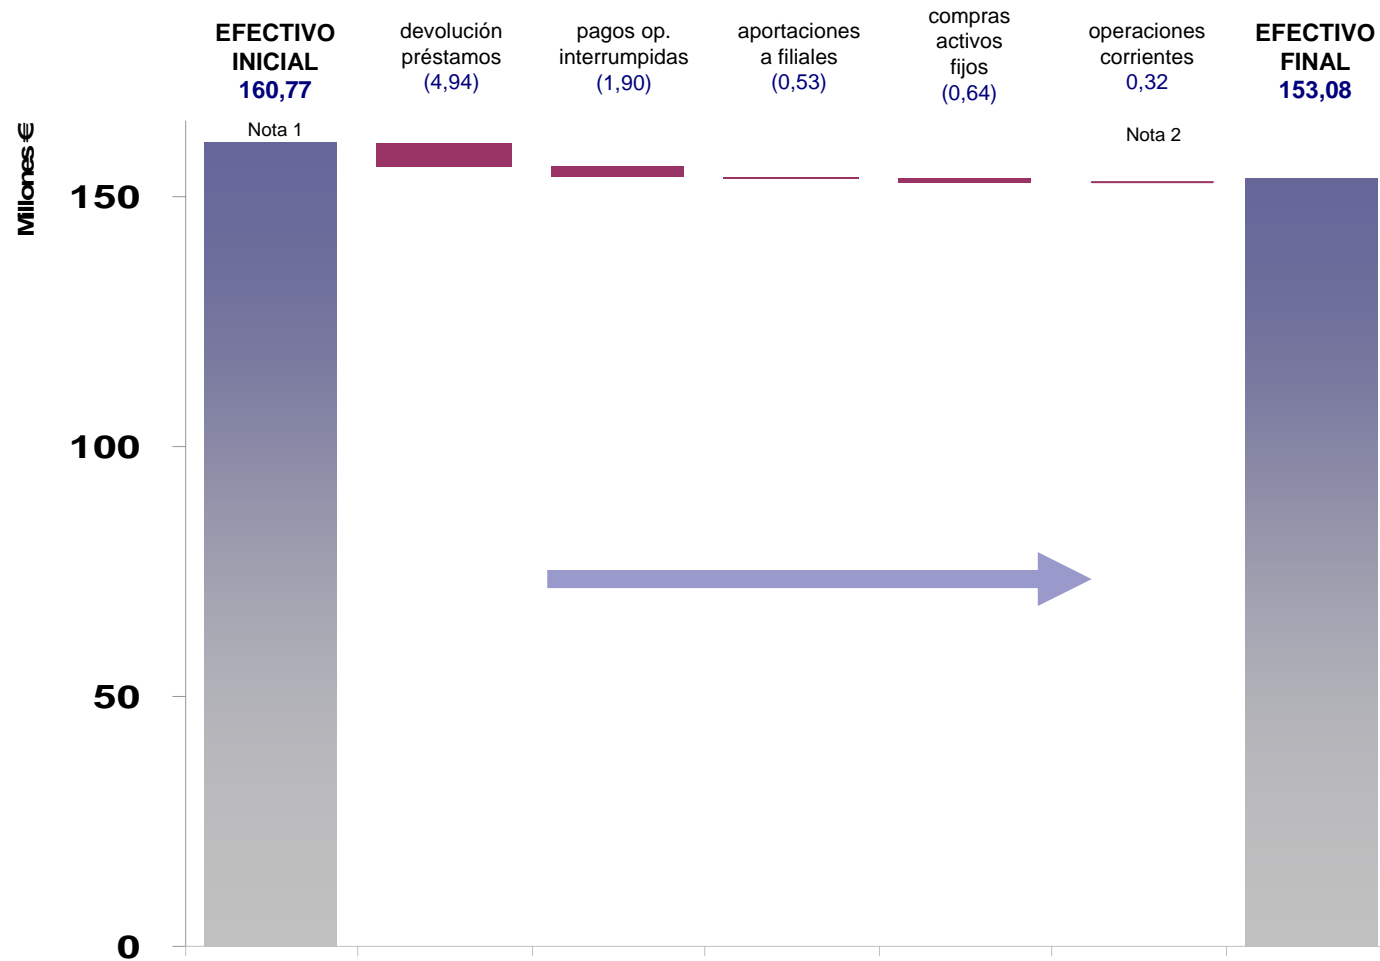 EFECTIVO
INICIAL
160,77
devolución
préstamos
(4,94)
pagos op.
interrumpidas
(1,90)
aportaciones
a filiales
(0,53)
compras
activos
fijos
(0,64)
operaciones
corrientes
0,32
EFECTIVO
FINAL
153,08
Nota 1
Nota 2
Millones €
150
100
50
0